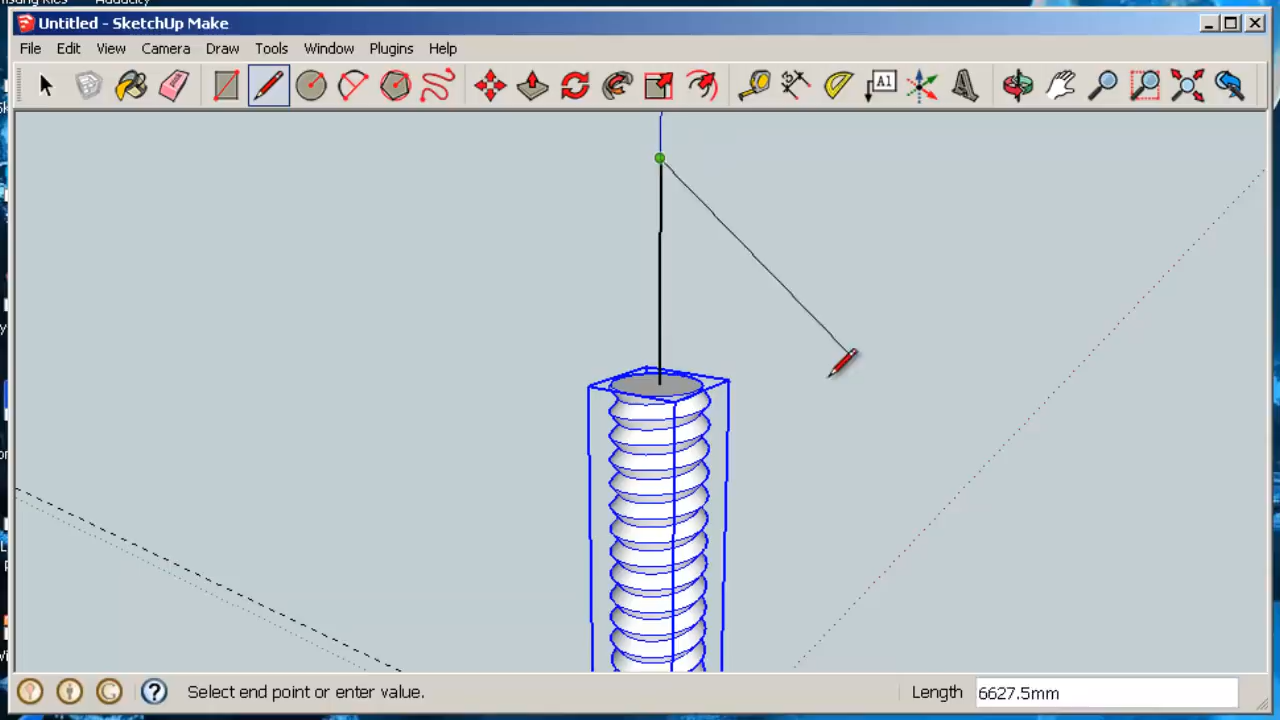 Untitled - SketchUp Make
File Edit View Camera Draw Tools Window Plugins Help
A1
Select end point or enter value.
Length 6627.5mm